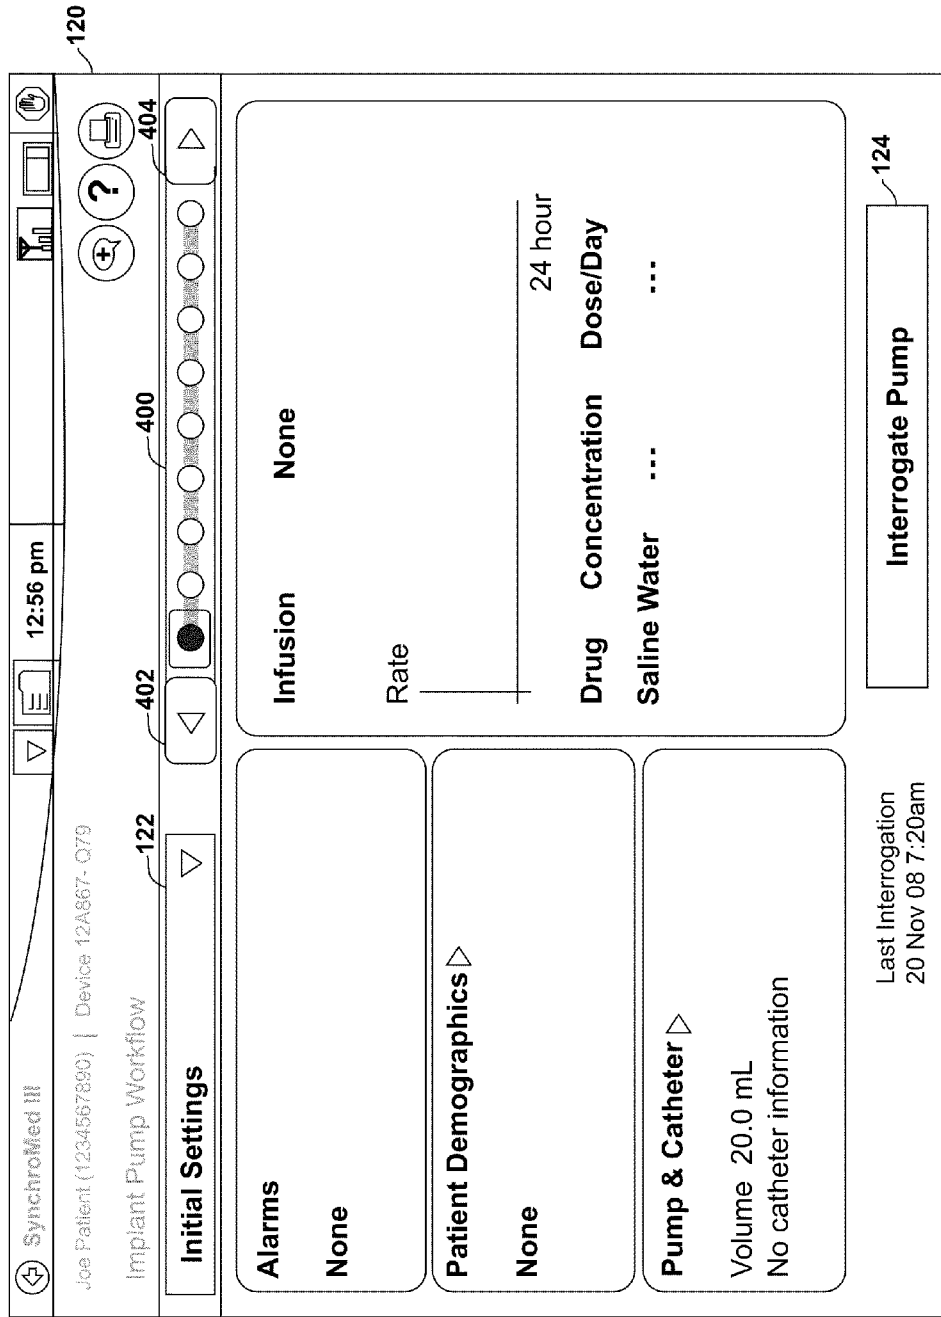 SynchroMed III
12:56 pm
120
Joe Patient (1234567890) | Device 12A867- Q79
?
Implant Pump Workflow
122
402
400
404
Initial Settings
Alarms
None
Patient Demographics
None
Pump & Catheter
Volume 20.0 mL
No catheter information
Infusion None
Rate
24 hour
Drug Concentration Dose/Day
Saline Water --- ---
Last Interrogation
20 Nov 08 7:20am
Interrogate Pump
124